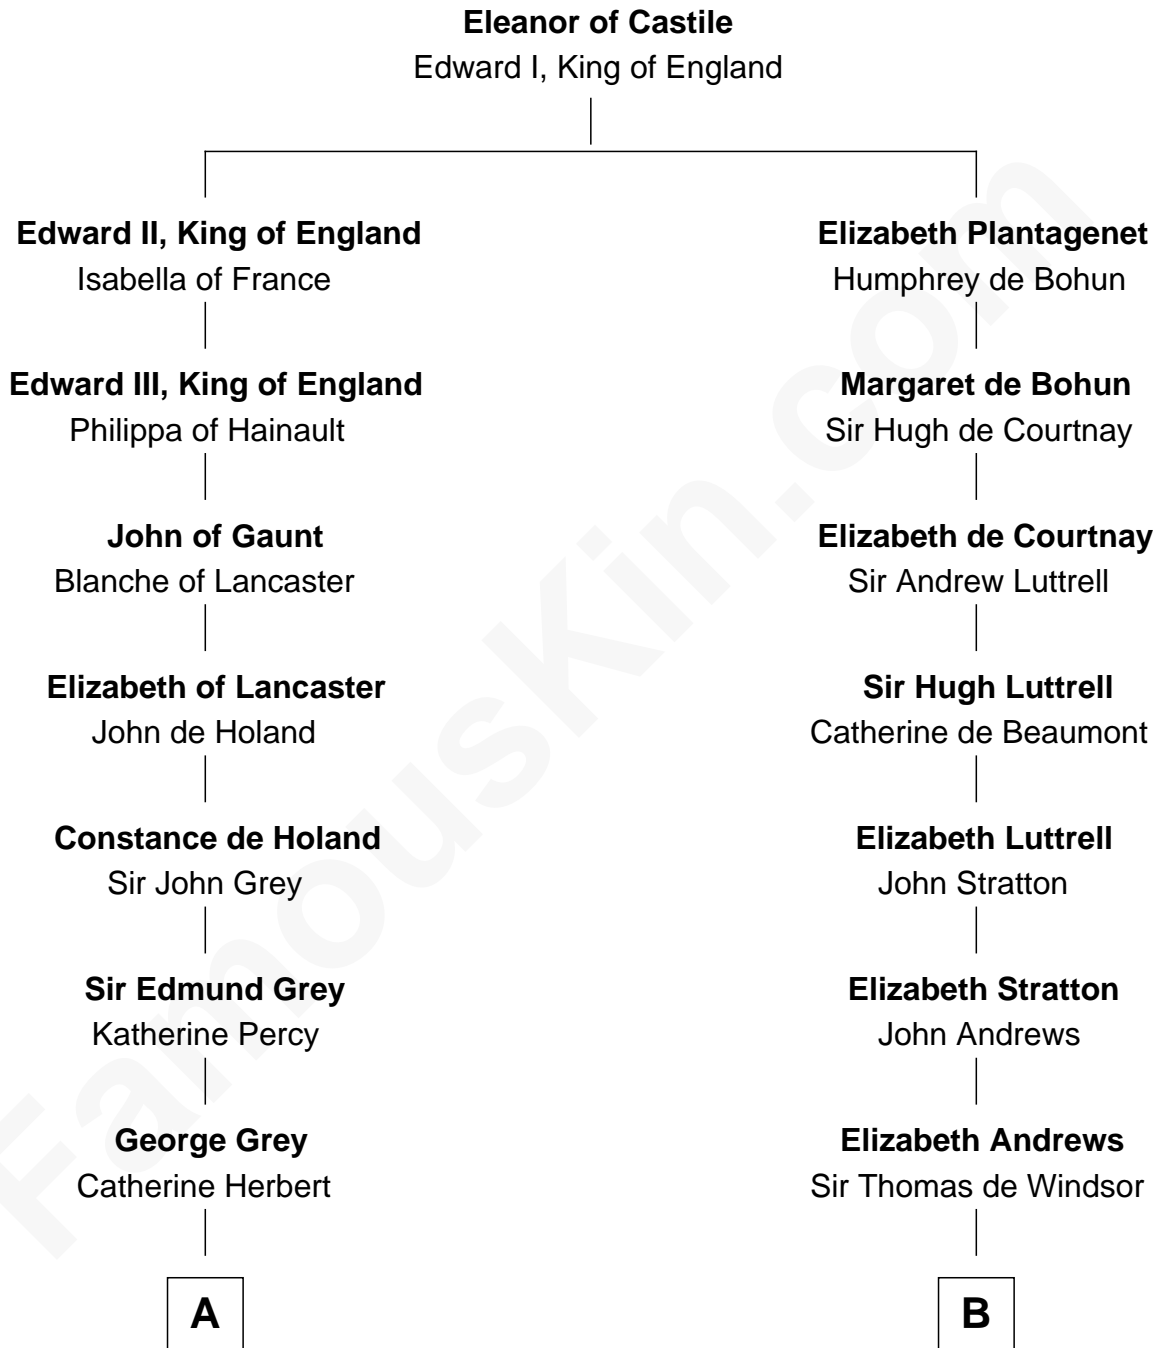 Eleanor of Castile
Edward I, King of England
Edward II, King of England
Isabella of France
Elizabeth Plantagenet
Humphrey de Bohun
Edward III, King of England
Philippa of Hainault
Margaret de Bohun
Sir Hugh de Courtnay
John of Gaunt
Blanche of Lancaster
Elizabeth de Courtnay
Sir Andrew Luttrell
Elizabeth of Lancaster
John de Holand
Sir Hugh Luttrell
Catherine de Beaumont
Constance de Holand
Sir John Grey
Elizabeth Luttrell
John Stratton
Sir Edmund Grey
Katherine Percy
Elizabeth Stratton
John Andrews
George Grey
Catherine Herbert
Elizabeth Andrews
Sir Thomas de Windsor
A
B
FamousKin.com